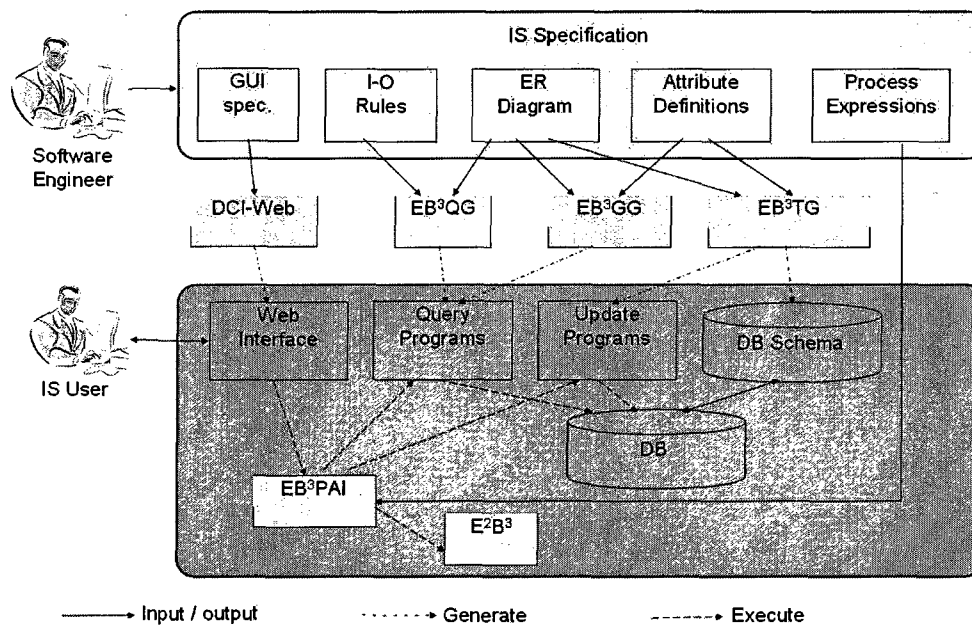 IS Specification
GUI
spec.
I-O
Rules
ER
Diagram
Attribute
Definitions
Process
Expressions
Software
Engineer
DCI-Web
EB³QG
EB³GG
EB³TG
Web
Interface
Query
Programs
Update
Programs
DB Schema
IS User
DB
EB³PAI
E²B³
Input / output
Generate
Execute